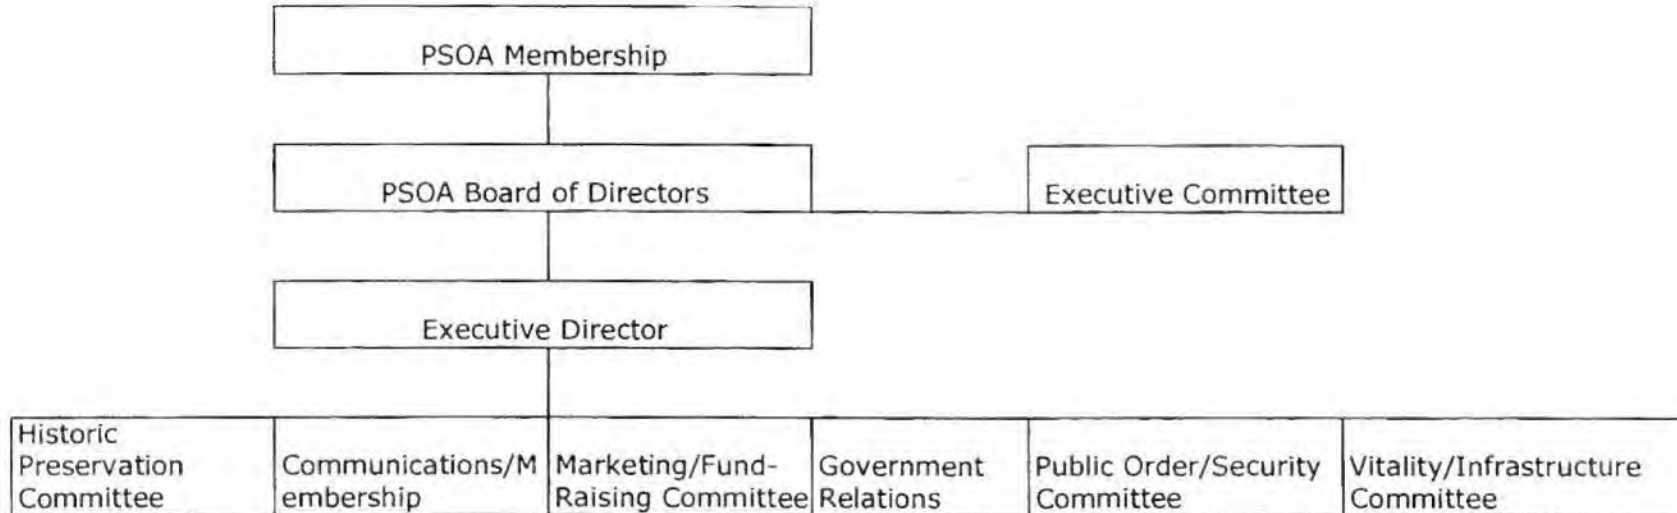 PSOA Membership
PSOA Board of Directors
Executive Committee
Executive Director
Historic
Preservation
Committee
Communications/M
embership
Marketing/Fund-
Raising Committee
Government
Relations
Public Order/Security
Committee
Vitality/Infrastructure
Committee